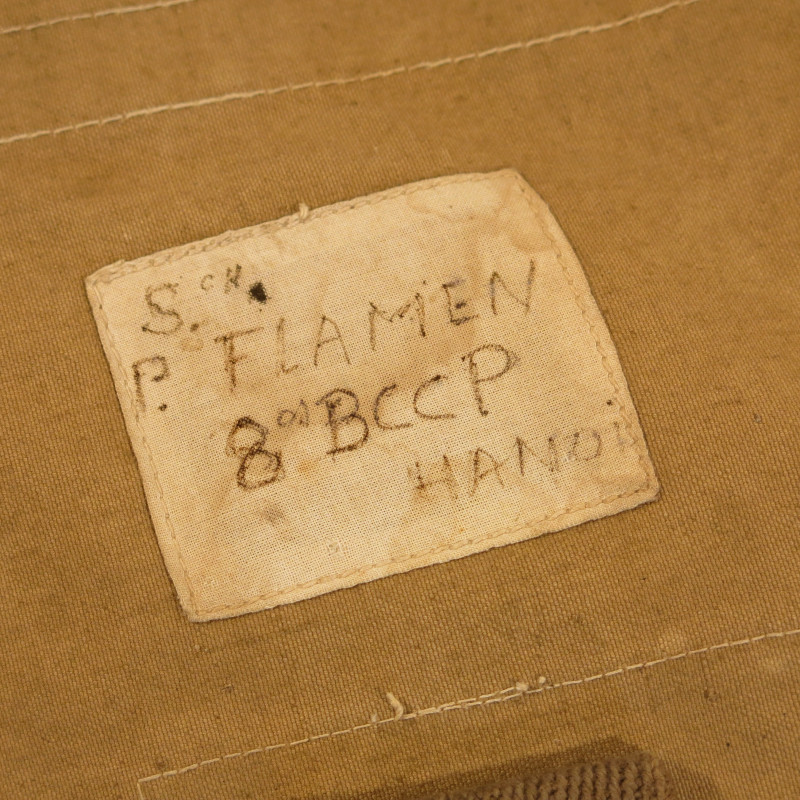 S.CH.
P. FLAMEN
8e BCCP
HANOI